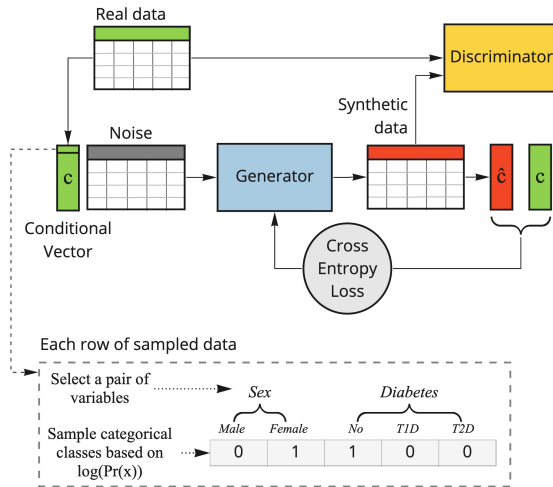 Real data
Discriminator
Synthetic
data
Noise
c
Generator
ĉ
c
Conditional
Vector
Cross
Entropy
Loss
Each row of sampled data
Select a pair of
variables
Sex
Diabetes
Male Female No T1D T2D
Sample categorical
classes based on
log(Pr(x))
0 1 1 0 0